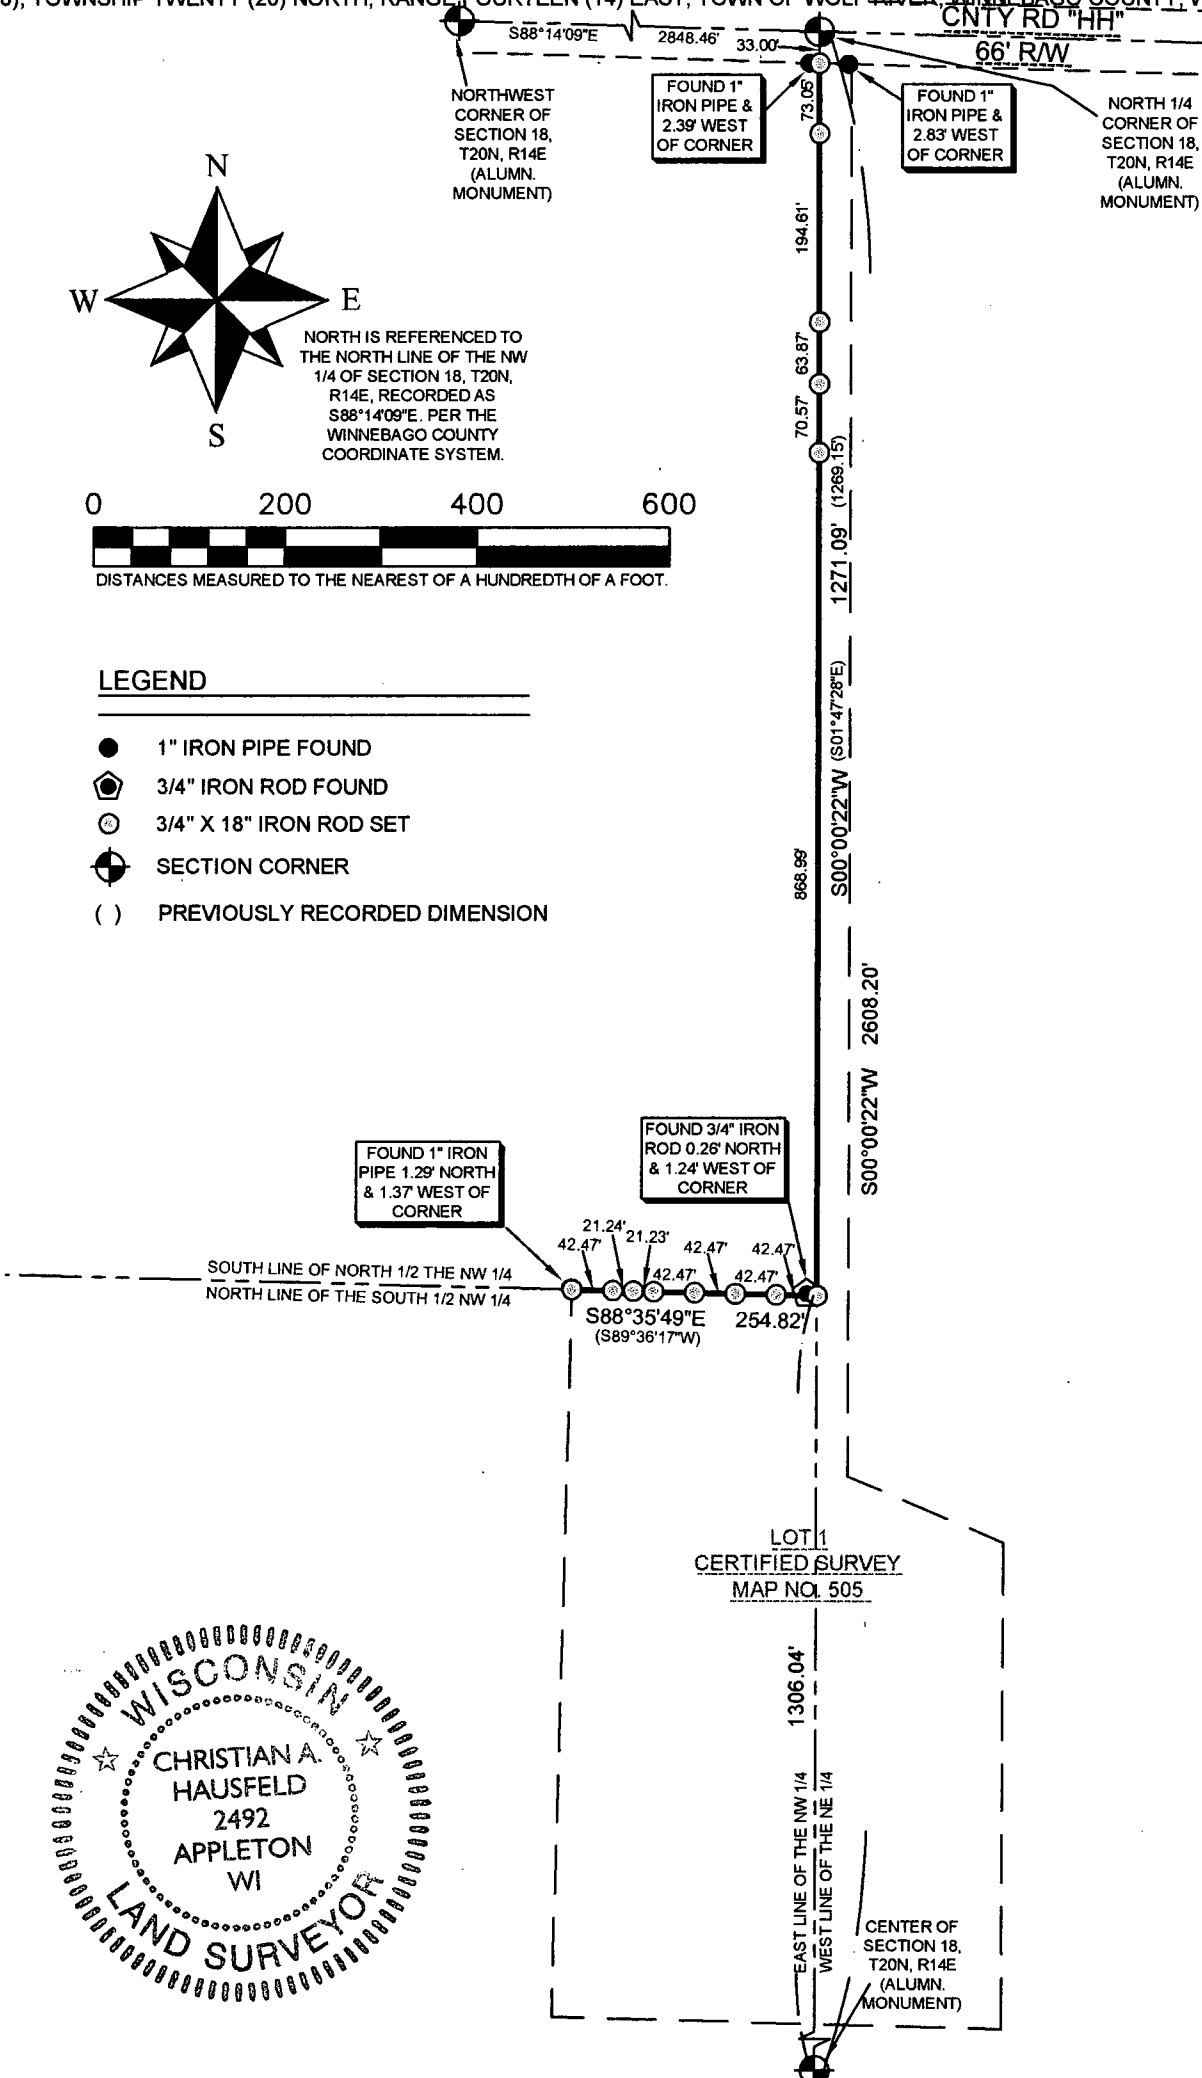 TOWNSHIP TWENTY (20) NORTH, RANGE FOURTEEN (14) EAST, TOWN OF WOLF RIVER, WINNEBAGO COUNTY,
CNTY RD "HH"
66' R/W
S88°14'09"E
2848.46'
33.00'
NORTHWEST
CORNER OF
SECTION 18,
T20N, R14E
(ALUMN.
MONUMENT)
FOUND 1"
IRON PIPE &
2.39' WEST
OF CORNER
73.05'
FOUND 1"
IRON PIPE &
2.83' WEST
OF CORNER
NORTH 1/4
CORNER OF
SECTION 18,
T20N, R14E
(ALUMN.
MONUMENT)
N
W
E
S
194.61'
63.87'
70.57'
NORTH IS REFERENCED TO
THE NORTH LINE OF THE NW
1/4 OF SECTION 18, T20N,
R14E, RECORDED AS
S88°14'09"E. PER THE
WINNEBAGO COUNTY
COORDINATE SYSTEM.
0 200 400 600
DISTANCES MEASURED TO THE NEAREST OF A HUNDREDTH OF A FOOT.
1271.09' (1269.15')
S00°00'22"W (S01°47'28"E)
868.99'
LEGEND
1" IRON PIPE FOUND
3/4" IRON ROD FOUND
3/4" X 18" IRON ROD SET
SECTION CORNER
( ) PREVIOUSLY RECORDED DIMENSION
S00°00'22"W 2608.20'
FOUND 1" IRON
PIPE 1.29' NORTH
& 1.37' WEST OF
CORNER
FOUND 3/4" IRON
ROD 0.26' NORTH
& 1.24' WEST OF
CORNER
21.24'
42.47'
21.23'
42.47'
42.47'
42.47'
42.47'
SOUTH LINE OF NORTH 1/2 THE NW 1/4
NORTH LINE OF THE SOUTH 1/2 NW 1/4
S88°35'49"E 254.82'
(S89°36'17"W)
LOT 1
CERTIFIED SURVEY
MAP NO. 505
1306.04'
EAST LINE OF THE NW 1/4
WEST LINE OF THE NE 1/4
CENTER OF
SECTION 18,
T20N, R14E
(ALUMN.
MONUMENT)
WISCONSIN
CHRISTIAN A.
HAUSFELD
2492
APPLETON
WI
LAND SURVEYOR